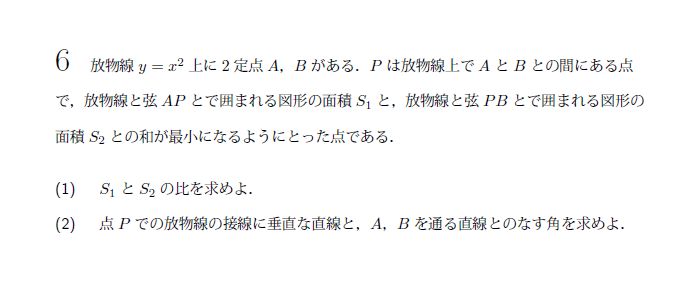 6 放物線 y = x² 上に 2 定点 A，B がある．P は放物線上で A と B との間にある点
で，放物線と弦 AP とで囲まれる図形の面積 S₁ と，放物線と弦 PB とで囲まれる図形の
面積 S₂ との和が最小になるようにとった点である．
(1) S₁ と S₂ の比を求めよ．
(2) 点 P での放物線の接線に垂直な直線と，A，B を通る直線とのなす角を求めよ．